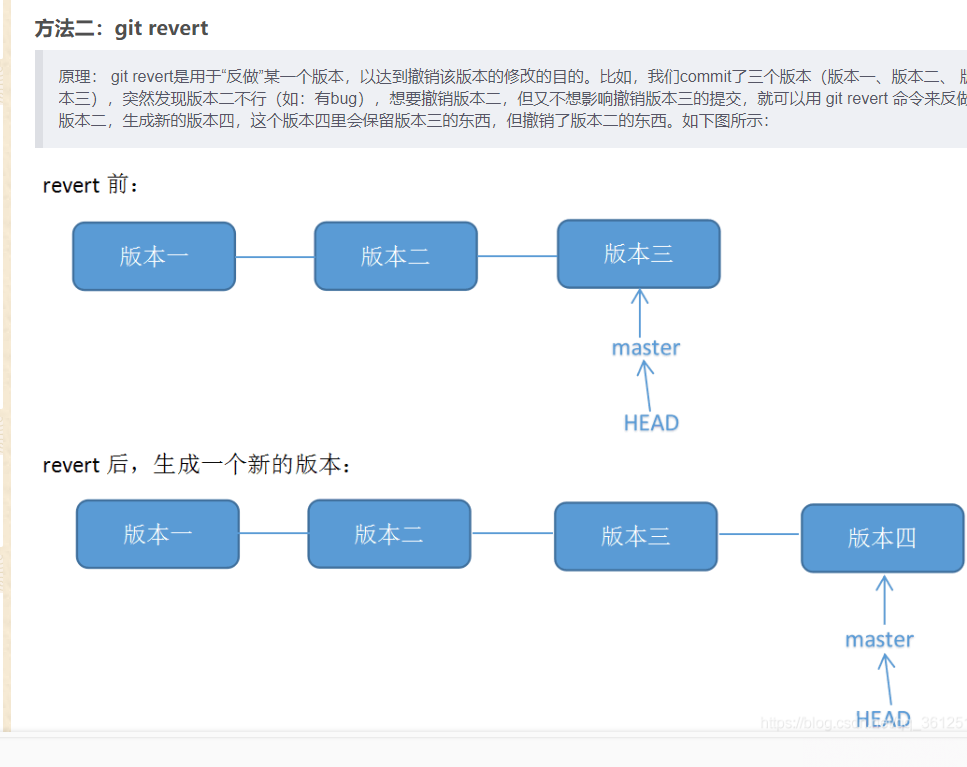 方法二：git revert
原理： git revert是用于“反做”某一个版本，以达到撤销该版本的修改的目的。比如，我们commit了三个版本（版本一、版本二、
本三），突然发现版本二不行（如：有bug），想要撤销版本二，但又不想影响撤销版本三的提交，就可以用 git revert 命令来反做
版本二，生成新的版本四，这个版本四里会保留版本三的东西，但撤销了版本二的东西。如下图所示：
revert 前：
版本一 版本二 版本三
master
HEAD
revert 后，生成一个新的版本：
版本一 版本二 版本三 版本四
master
HEAD